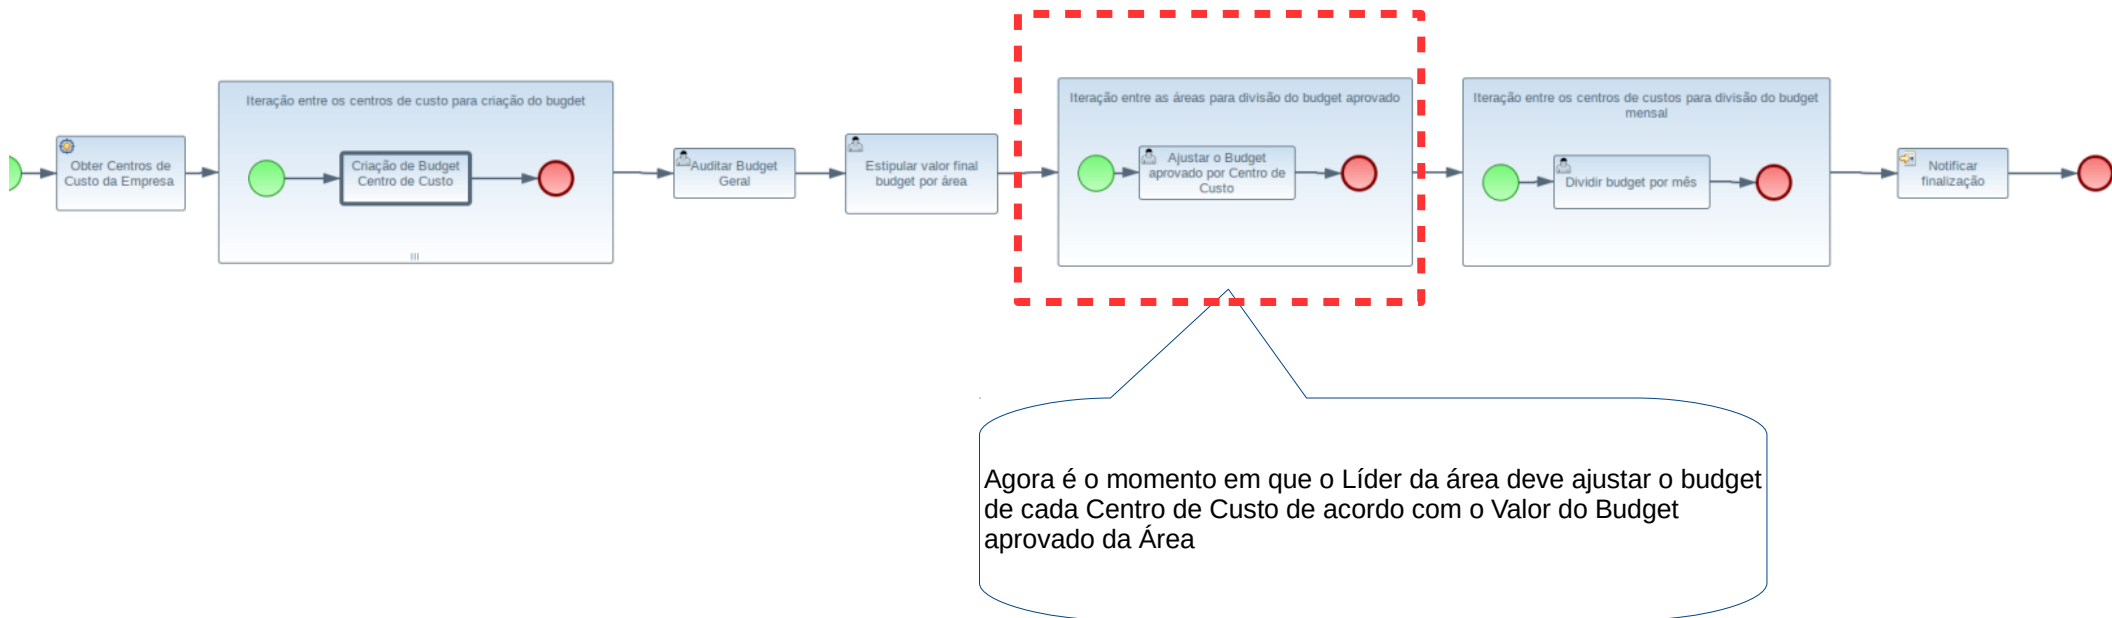 Iteração entre os centros de custo para criação do bugdet
Obter Centros de
Custo da Empresa
Criação de Budget
Centro de Custo
Auditar Budget
Geral
Estipular valor final
budget por área
Iteração entre as áreas para divisão do budget aprovado
Ajustar o Budget
aprovado por Centro de
Custo
Iteração entre os centros de custos para divisão do budget
mensal
Dividir budget por mês
Notificar
finalização
Agora é o momento em que o Líder da área deve ajustar o budget
de cada Centro de Custo de acordo com o Valor do Budget
aprovado da Área